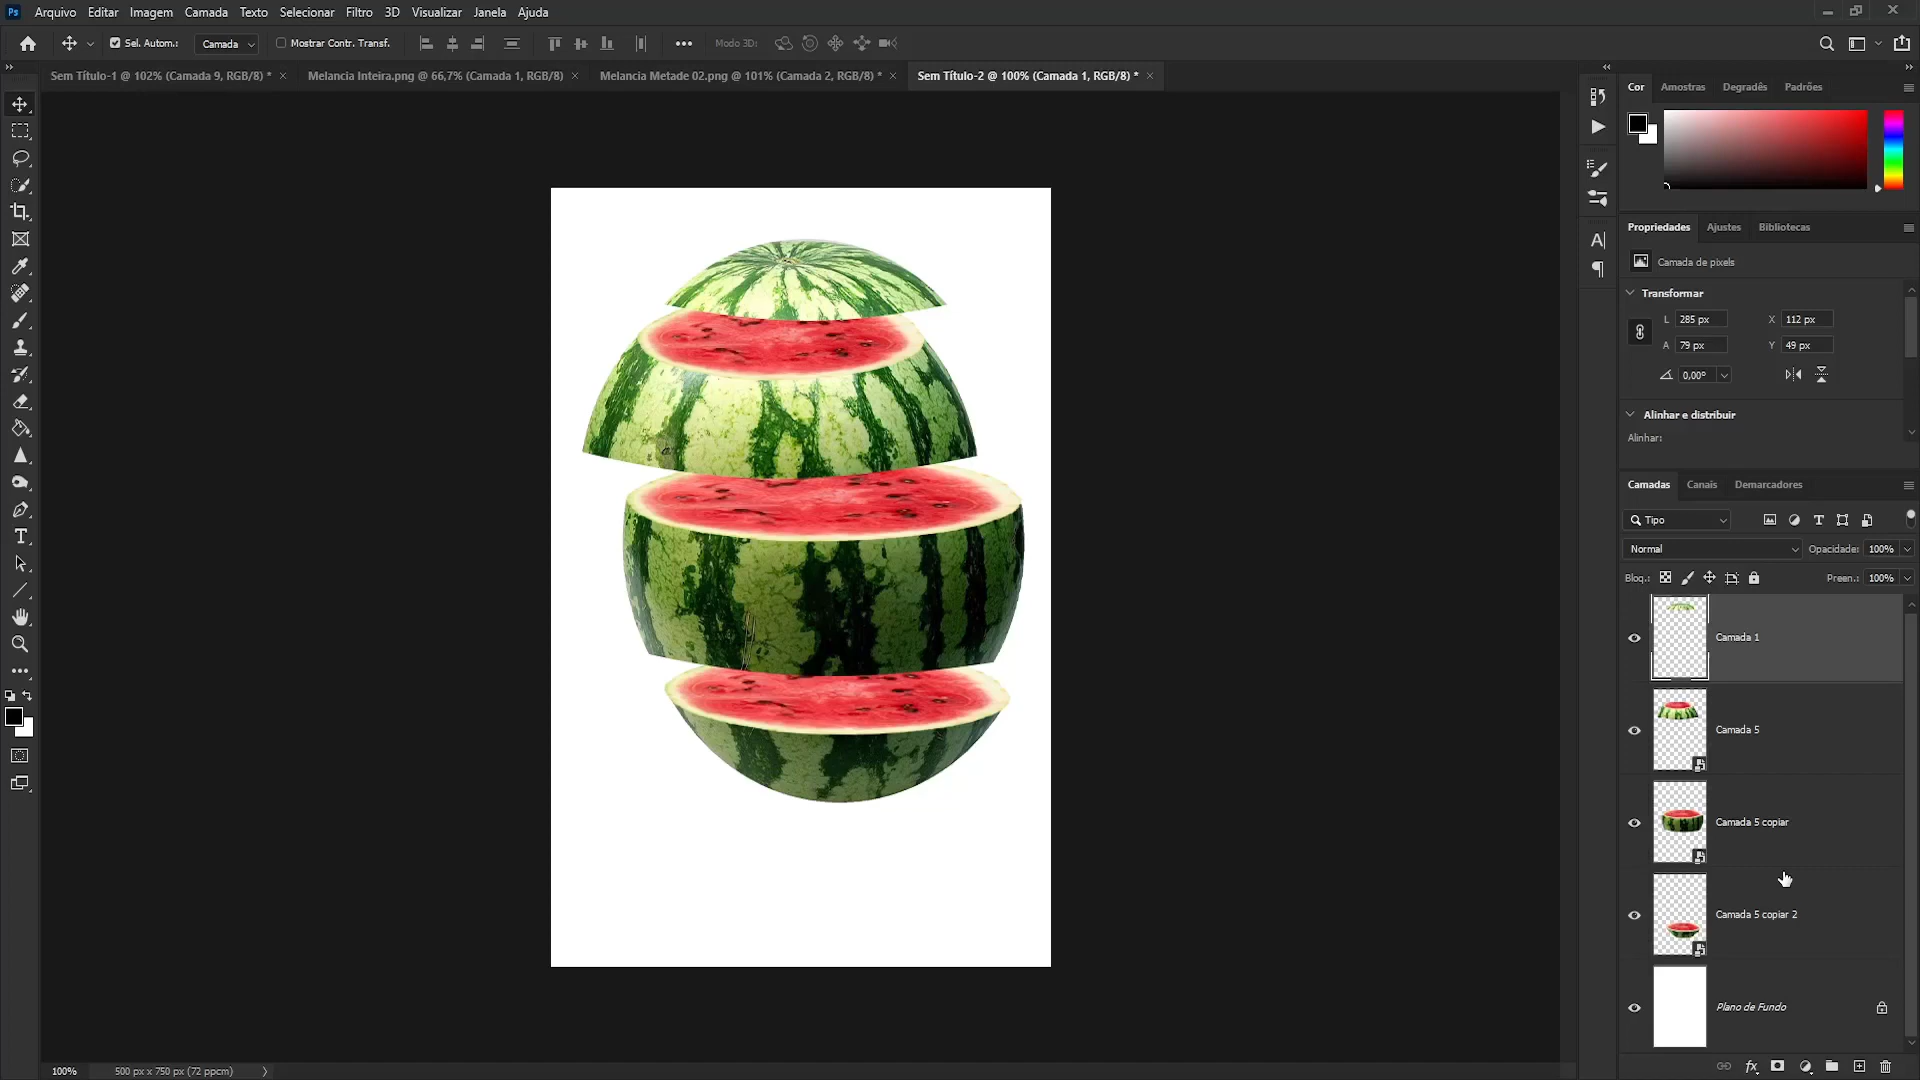 Ps Arquivo Editar Imagem Camada Texto Selecionar Filtro 3D Visualizar Janela Ajuda
Sel. Autom.: Camada Mostrar Contr. Transf. Modo 3D:
Sem Título-1 @ 102% (Camada 9, RGB/8) * Melancia Inteira.png @ 66,7% (Camada 1, RGB/8) Melancia Metade 02.png @ 101% (Camada 2, RGB/8) * Sem Título-2 @ 100% (Camada 1, RGB/8) *
Cor Amostras Degradês Padrões
Propriedades Ajustes Bibliotecas
Camada de pixels
Transformar
L 285 px X 112 px
A 79 px Y 49 px
0,00°
Alinhar e distribuir
Alinhar:
Camadas Canais Demarcadores
Tipo
Normal Opacidade: 100%
Bloq.: Preen.: 100%
Camada 1
Camada 5
Camada 5 copiar
Camada 5 copiar 2
Plano de Fundo
100% 500 px x 750 px (72 ppcm)